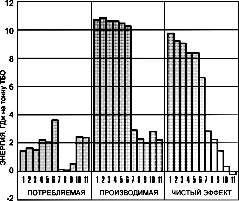 ЭНЕРГИЯ, ГДж на тонну ТБО
12
10
8
6
4
2
0
-2
1 2 3 4 5 6 7 8 9 10 11
1 2 3 4 5 6 7 8 9 10 11
1 2 3 4 5 6 7 8 9 10 11
ПОТРЕБЛЯЕМАЯ
ПРОИЗВОДИМАЯ
ЧИСТЫЙ ЭФФЕКТ